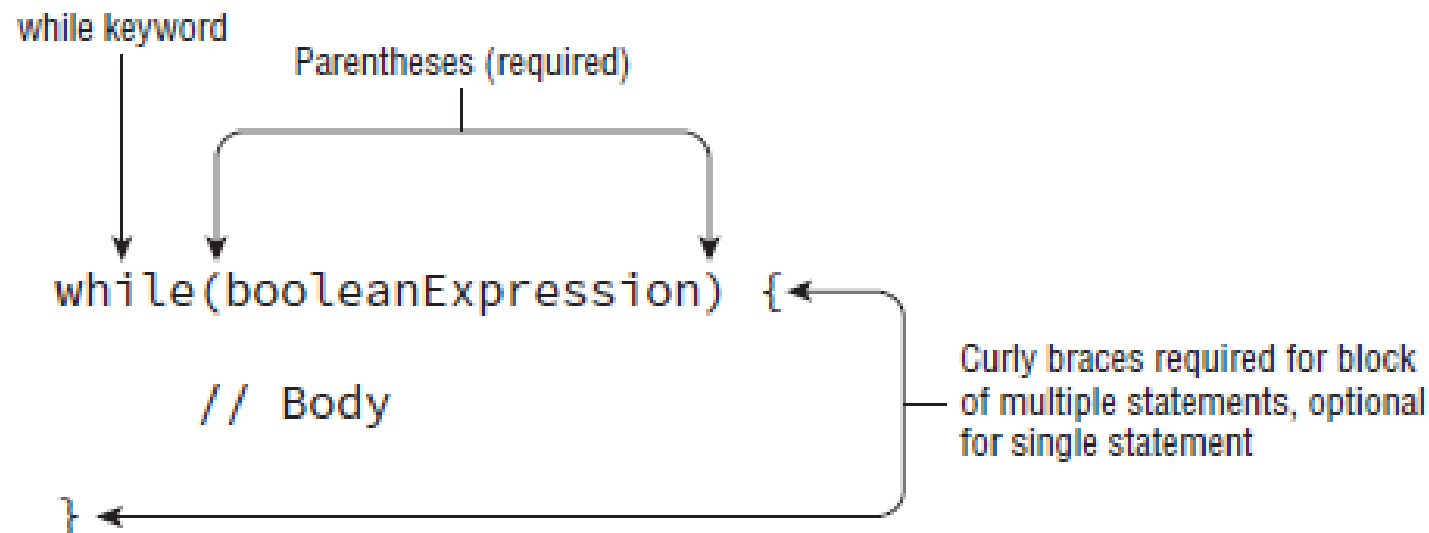 while keyword
Parentheses (required)
while(booleanExpression) {
Curly braces required for block
// Body
of multiple statements, optional
for single statement
}